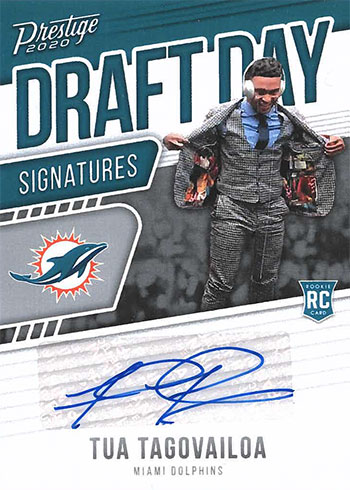 Prestige
2020
DRAFT DAY
SIGNATURES
ROOKIE
RC
CARD
TUA TAGOVAILOA
MIAMI DOLPHINS